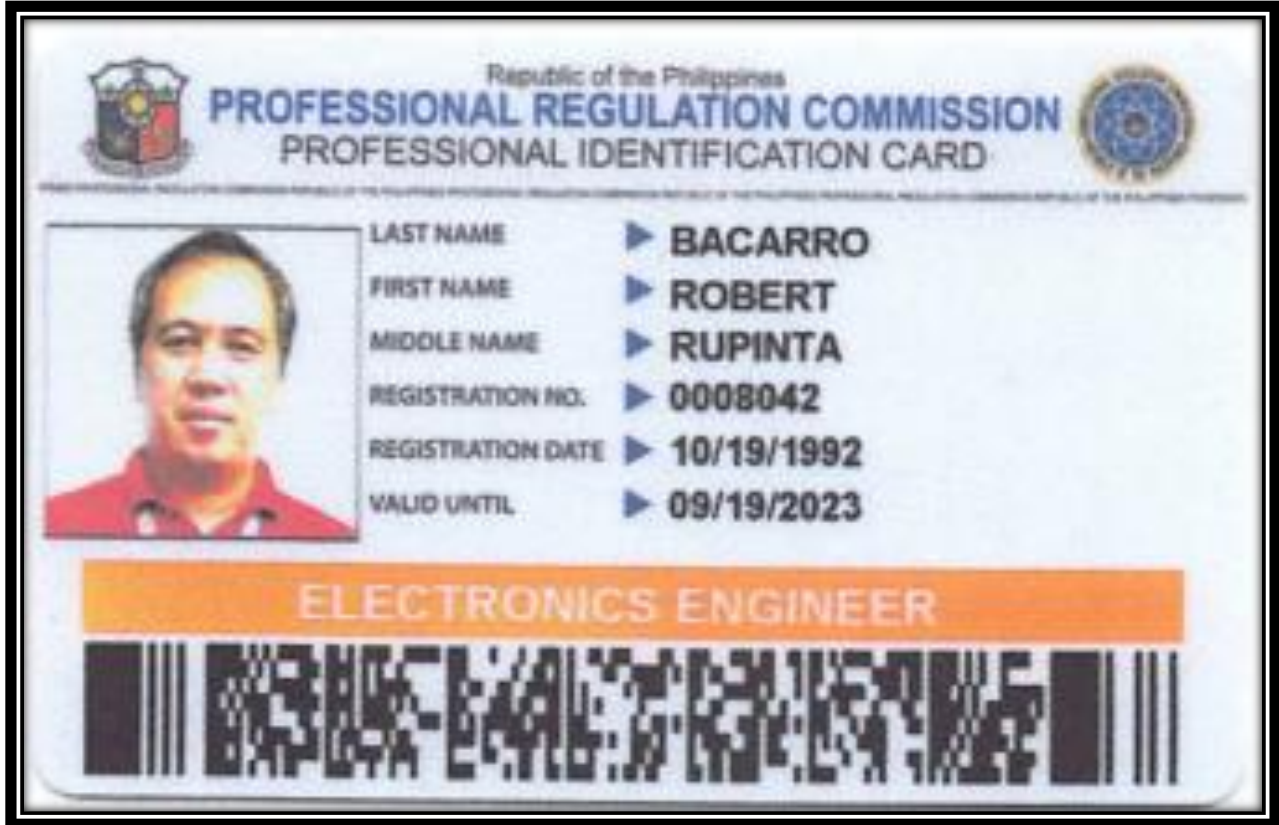 Republic of the Philippines
PROFESSIONAL REGULATION COMMISSION
PROFESSIONAL IDENTIFICATION CARD
LAST NAME BACARRO
FIRST NAME ROBERT
MIDDLE NAME RUPINTA
REGISTRATION NO. 0008042
REGISTRATION DATE 10/19/1992
VALID UNTIL 09/19/2023
ELECTRONICS ENGINEER